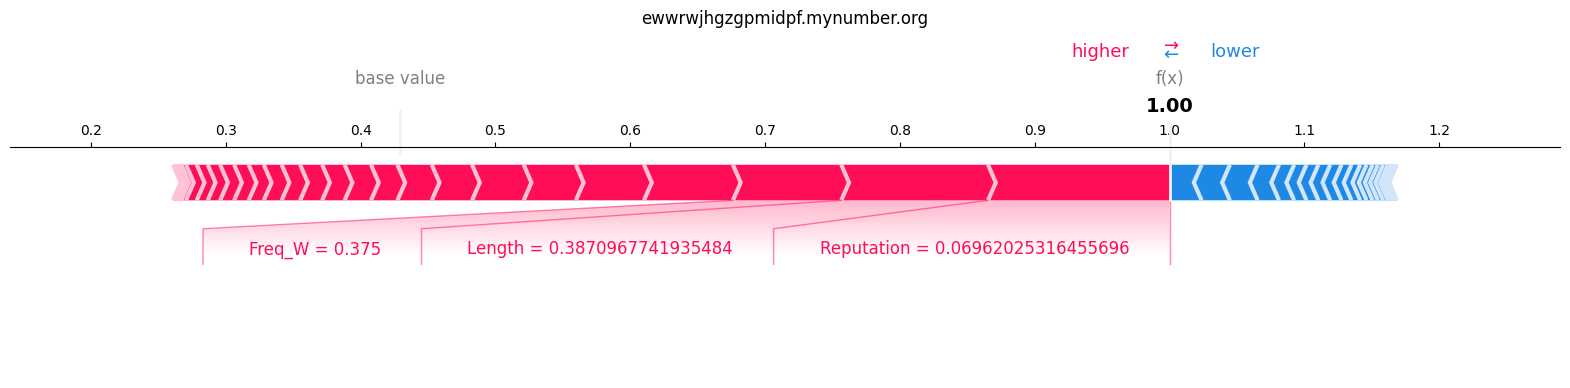 ewwrwjhgzgpmidpf.mynumber.org
higher ⇄ lower
base value f(x)
1.00
0.2 0.3 0.4 0.5 0.6 0.7 0.8 0.9 1.0 1.1 1.2
Freq_W = 0.375 Length = 0.3870967741935484 Reputation = 0.06962025316455696